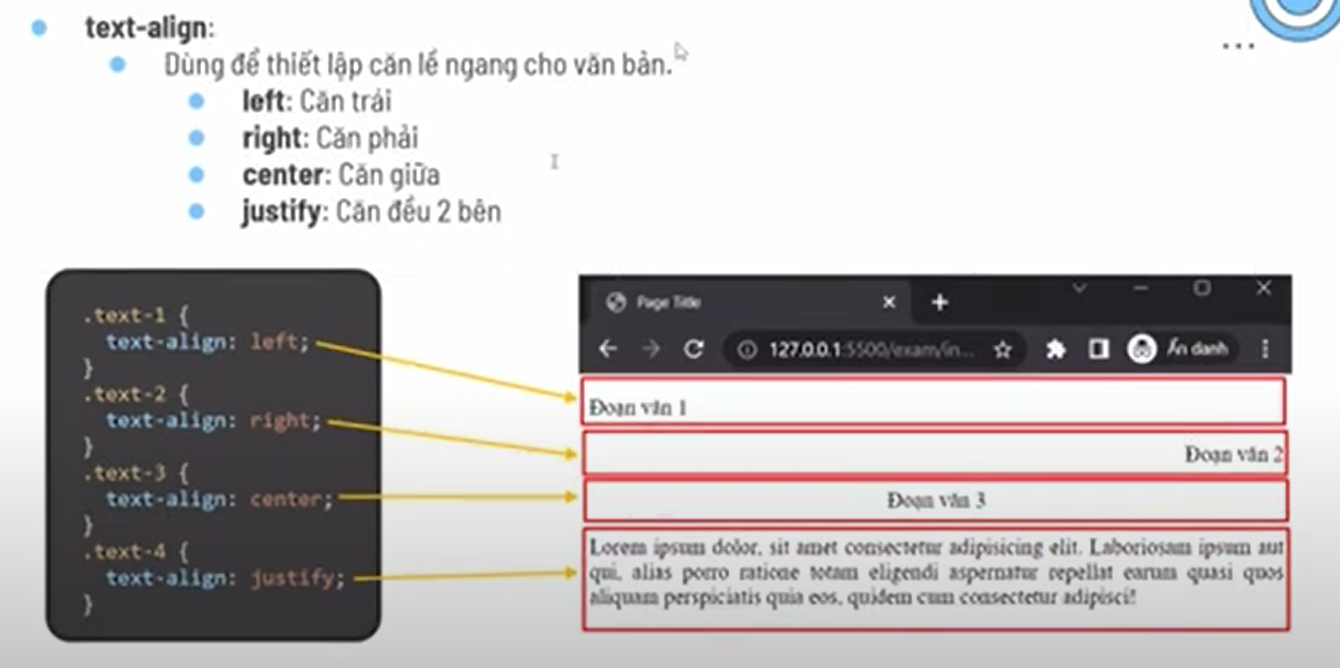 text-align:
Dùng để thiết lập căn lề ngang cho văn bản.
left: Căn trái
right: Căn phải
center: Căn giữa
justify: Căn đều 2 bên
.text-1 {
text-align: left;
}
.text-2 {
text-align: right;
}
.text-3 {
text-align: center;
}
.text-4 {
text-align: justify;
}
Page Title
127.0.0.1:5500/exam/in...
Ẩn danh
Đoạn văn 1
Đoạn văn 2
Đoạn văn 3
Lorem ipsum dolor, sit amet consectetur adipisicing elit. Laboriosam ipsum aut
qui, alias porro ratione totam eligendi aspernatur repellat earum quasi quos
aliquam perspiciatis quia eos, quidem cum consectetur adipisci!